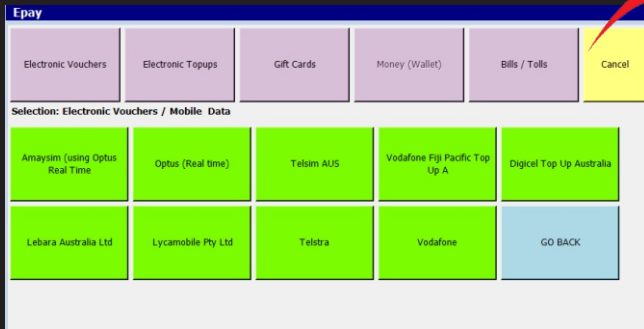 Epay
Electronic Vouchers
Electronic Topups
Gift Cards
Money (Wallet)
Bills / Tolls
Cancel
Selection: Electronic Vouchers / Mobile Data
Amaysim (using Optus
Real Time
Optus (Real time)
Telsim AUS
Vodafone Fiji Pacific Top
Up A
Digicel Top Up Australia
Lebara Australia Ltd
Lycamobile Pty Ltd
Telstra
Vodafone
GO BACK